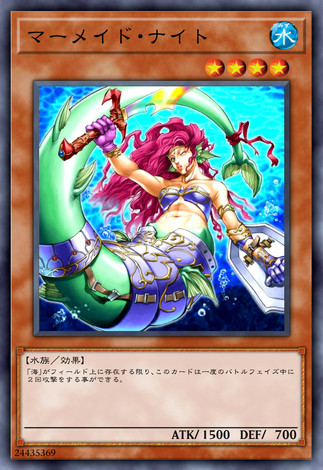 マーメイド・ナイト
水
【水族／効果】
「海」がフィールド上に存在する限り、このカードは一度のバトルフェイズ中に
２回攻撃をする事ができる。
ATK/1500 DEF/ 700
24435369